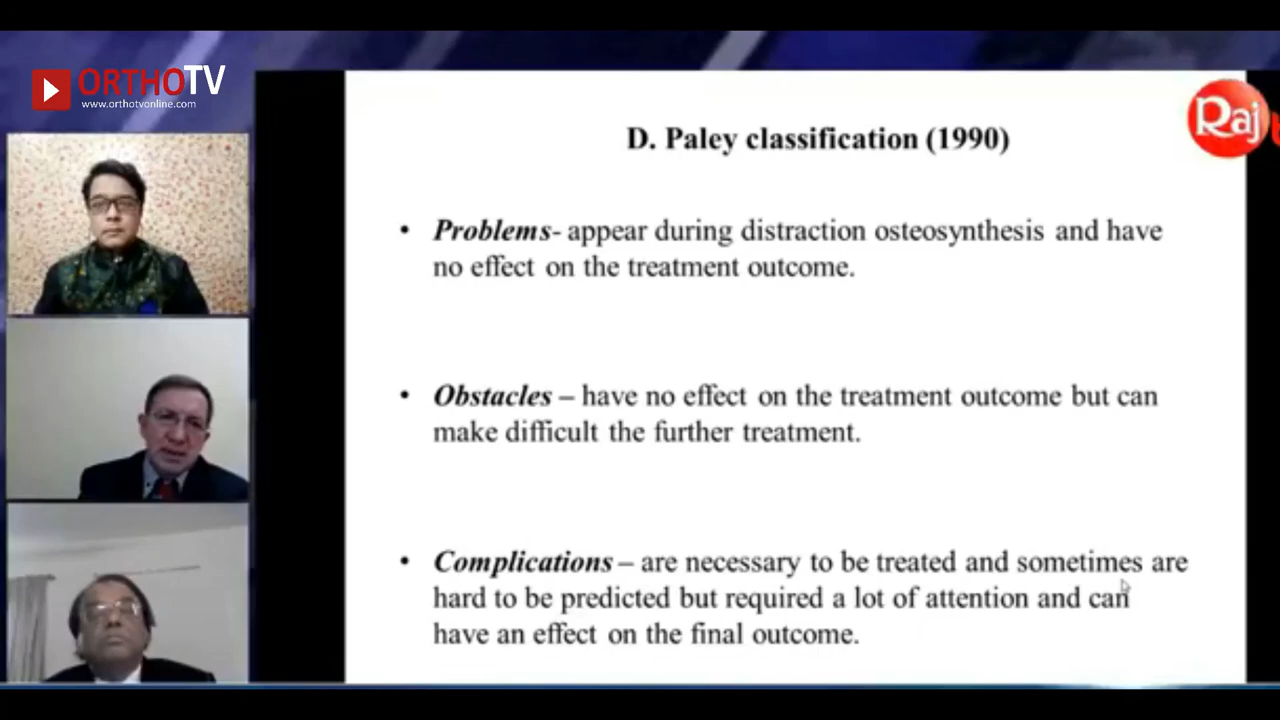 ORTHOTV
www.orthotvonline.com
Raj
D. Paley classification (1990)
• Problems- appear during distraction osteosynthesis and have
no effect on the treatment outcome.
• Obstacles – have no effect on the treatment outcome but can
make difficult the further treatment.
• Complications – are necessary to be treated and sometimes are
hard to be predicted but required a lot of attention and can
have an effect on the final outcome.